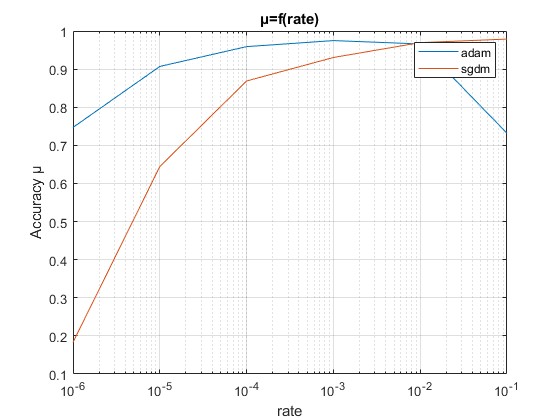 μ=f(rate)
1
0.9
0.8
0.7
0.6
0.5
0.4
0.3
0.2
0.1
Accuracy μ
adam
sgdm
10⁻⁶ 10⁻⁵ 10⁻⁴ 10⁻³ 10⁻² 10⁻¹
rate